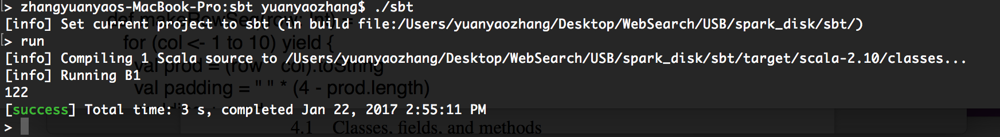 > zhangyuanyaos-MacBook-Pro:sbt yuanyaozhang$ ./sbt
def makeRowSeq(row: Int) =
[info] Set current project to sbt (in build file:/Users/yuanyaozhang/Desktop/WebSearch/USB/spark_disk/sbt/)
> run
for (col <- 1 to 10) yield {
[info] Compiling 1 Scala source to /Users/yuanyaozhang/Desktop/WebSearch/USB/spark_disk/sbt/target/scala-2.10/classes...
val prod = (row col).toString
[info] Running B1
val padding = " " * (4 - prod.length)
122
[success] Total time: 3 s, completed Jan 22, 2017 2:55:11 PM
>
4.1 Classes, fields, and methods